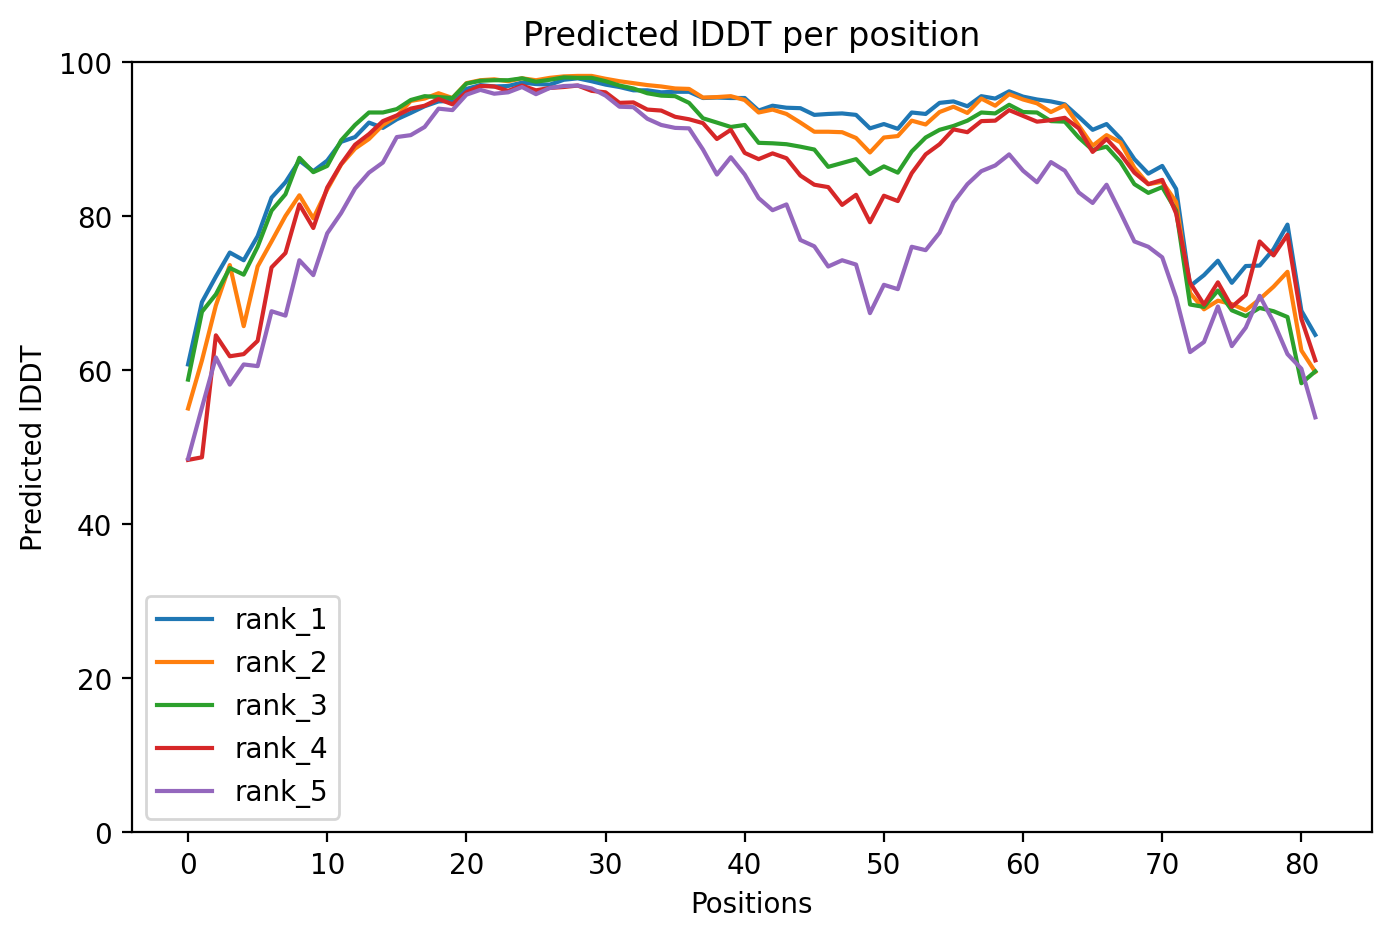 Predicted lDDT per position
100
80
60
40
20
0
Predicted lDDT
rank_1
rank_2
rank_3
rank_4
rank_5
0 10 20 30 40 50 60 70 80
Positions